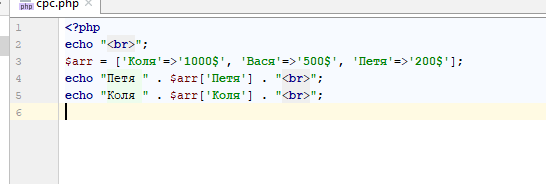 cpc.php
1 <?php
2 echo "<br>";
3 $arr = ['Коля'=>'1000$', 'Вася'=>'500$', 'Петя'=>'200$'];
4 echo "Петя " . $arr['Петя'] . "<br>";
5 echo "Коля " . $arr['Коля'] . "<br>";
6